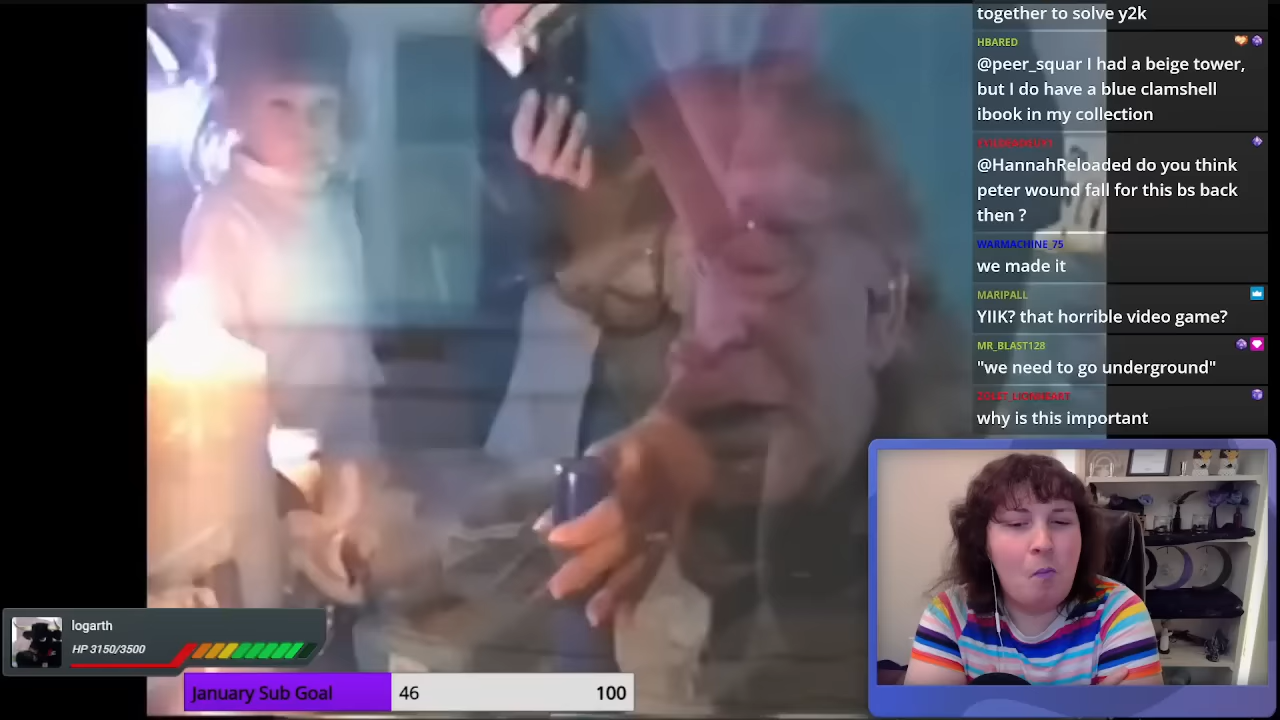 together to solve y2k
HBARED
@peer_squar I had a beige tower,
but I do have a blue clamshell
ibook in my collection
@HannahReloaded do you think
peter wound fall for this bs back
then ?
WARMACHINE_75
we made it
MARIPALL
YIIK? that horrible video game?
MR_BLAST128
"we need to go underground"
why is this important
logarth
HP 3150/3500
January Sub Goal
46
100